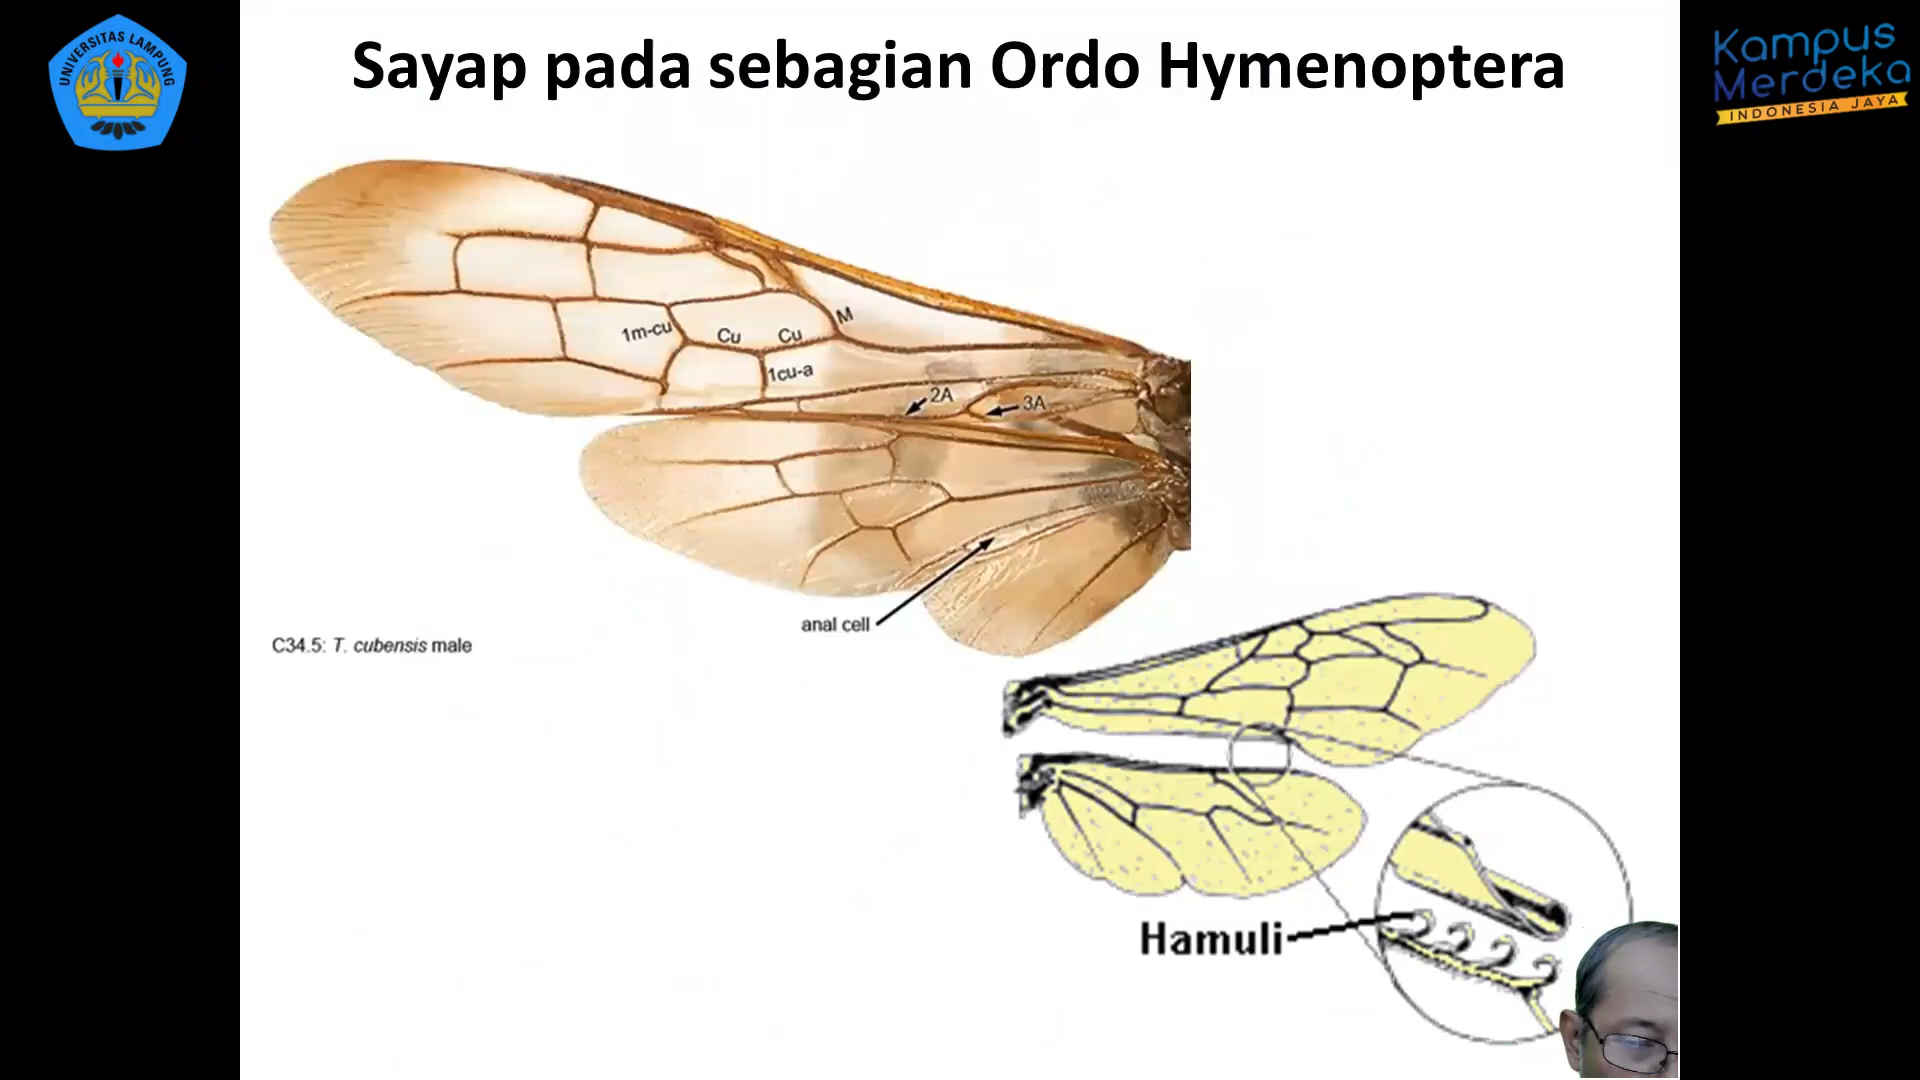 UNIVERSITAS LAMPUNG
Sayap pada sebagian Ordo Hymenoptera
Kampus
Merdeka
INDONESIA JAYA
M
1m-cu
Cu
Cu
1cu-a
2A
3A
anal cell
C34.5: T. cubensis male
Hamuli